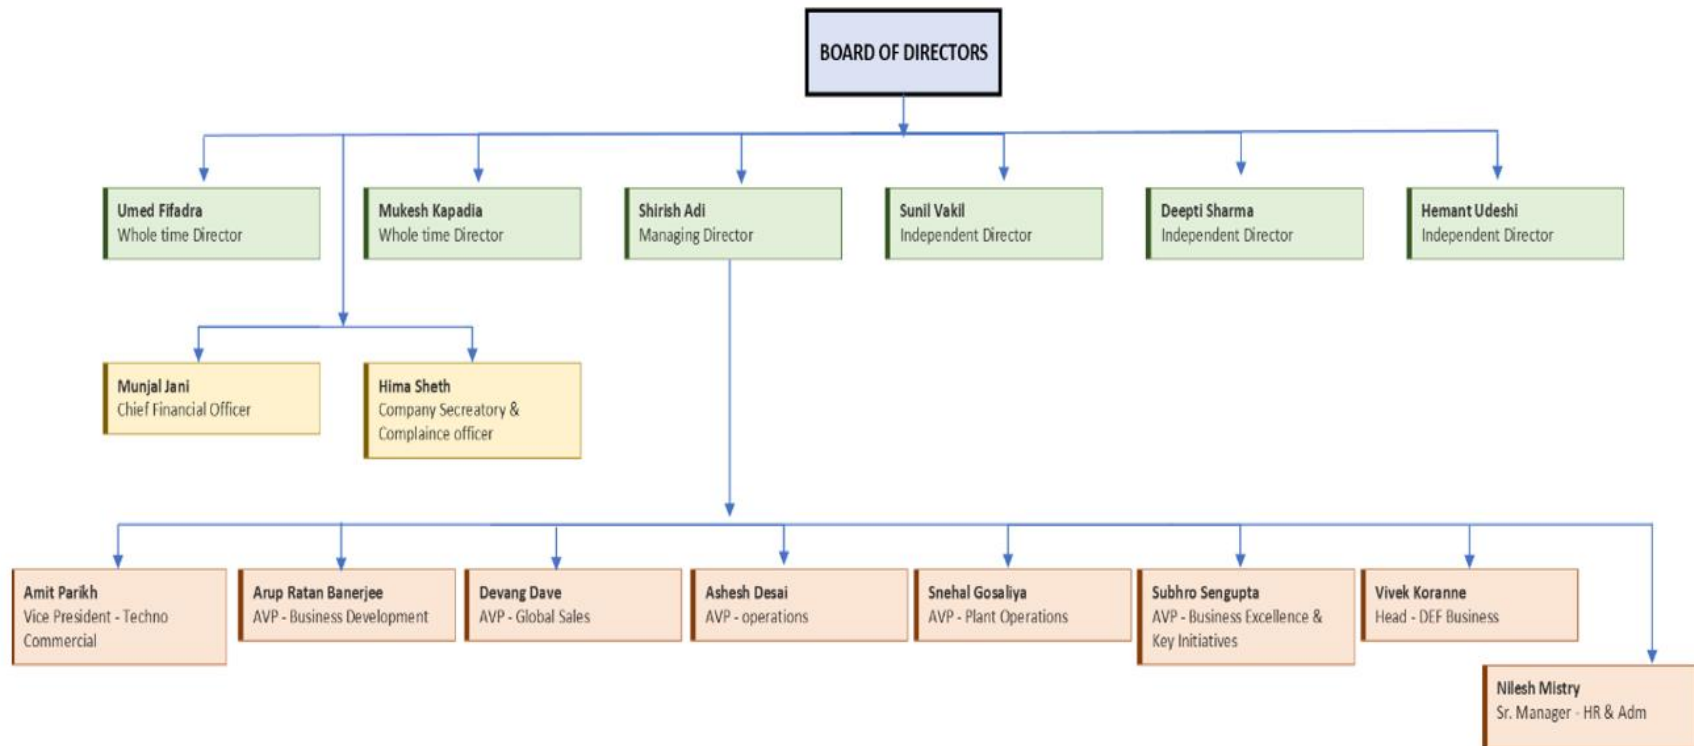 BOARD OF DIRECTORS
Umed Fifadra
Whole time Director
Mukesh Kapadia
Whole time Director
Shirish Adi
Managing Director
Sunil Vakil
Independent Director
Deepti Sharma
Independent Director
Hemant Udeshi
Independent Director
Munjal Jani
Chief Financial Officer
Hima Sheth
Company Secreatory &
Complaince officer
Amit Parikh
Vice President - Techno
Commercial
Arup Ratan Banerjee
AVP - Business Development
Devang Dave
AVP - Global Sales
Ashesh Desai
AVP - operations
Snehal Gosaliya
AVP - Plant Operations
Subhro Sengupta
AVP - Business Excellence &
Key Initiatives
Vivek Koranne
Head - DEF Business
Nilesh Mistry
Sr. Manager - HR & Adm